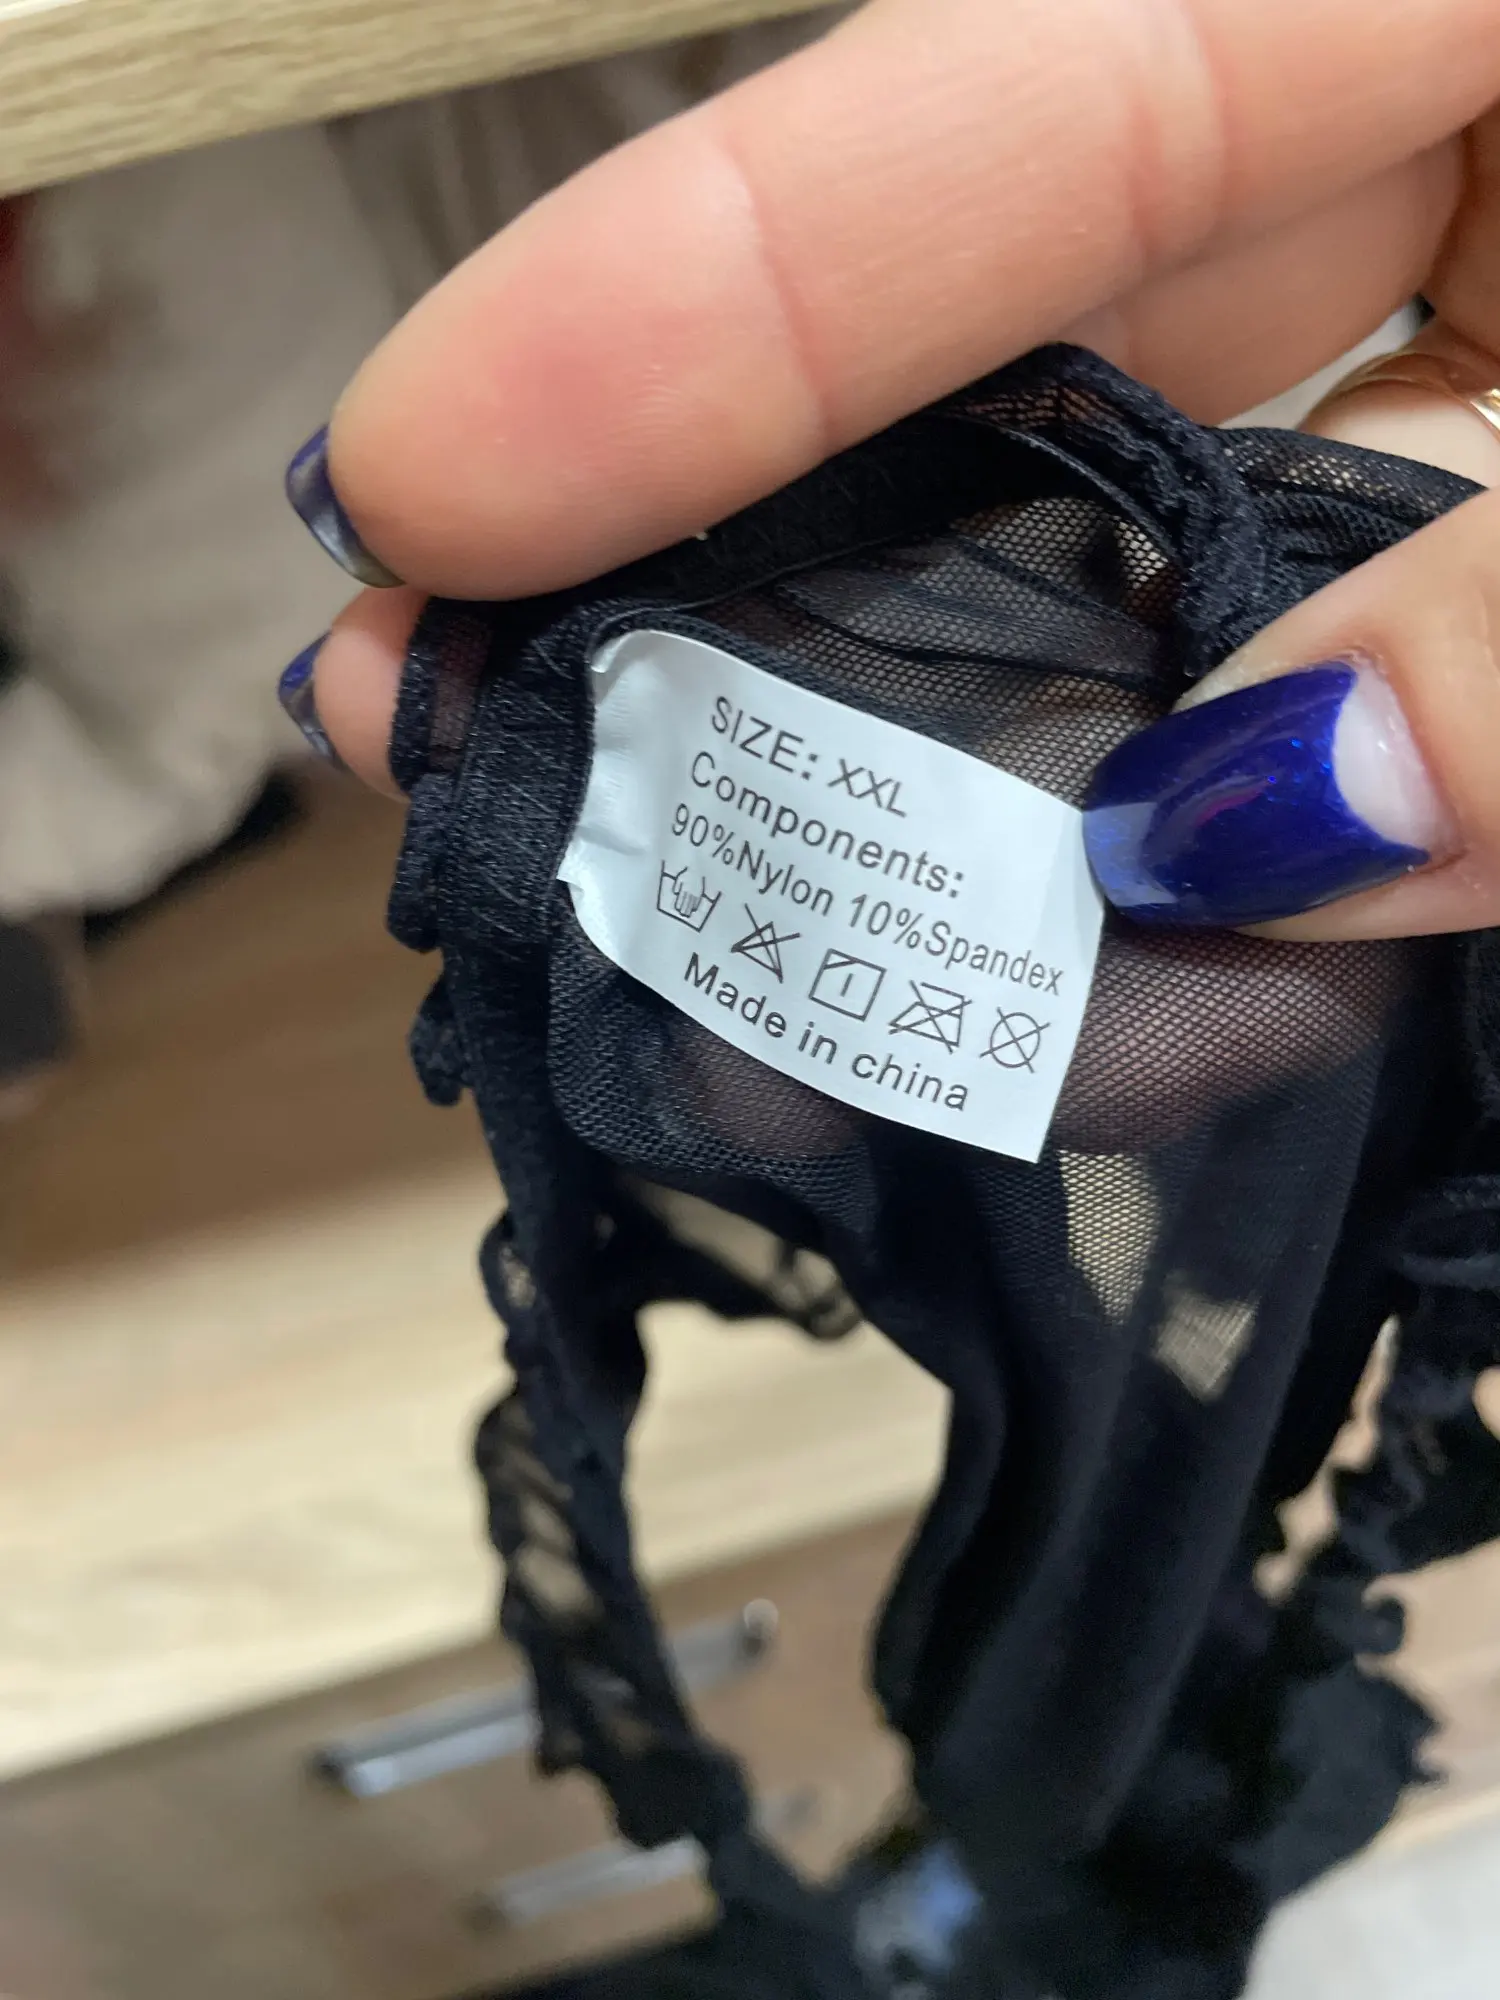 SIZE: XXL
Components:
90%Nylon 10%Spandex
Made in china